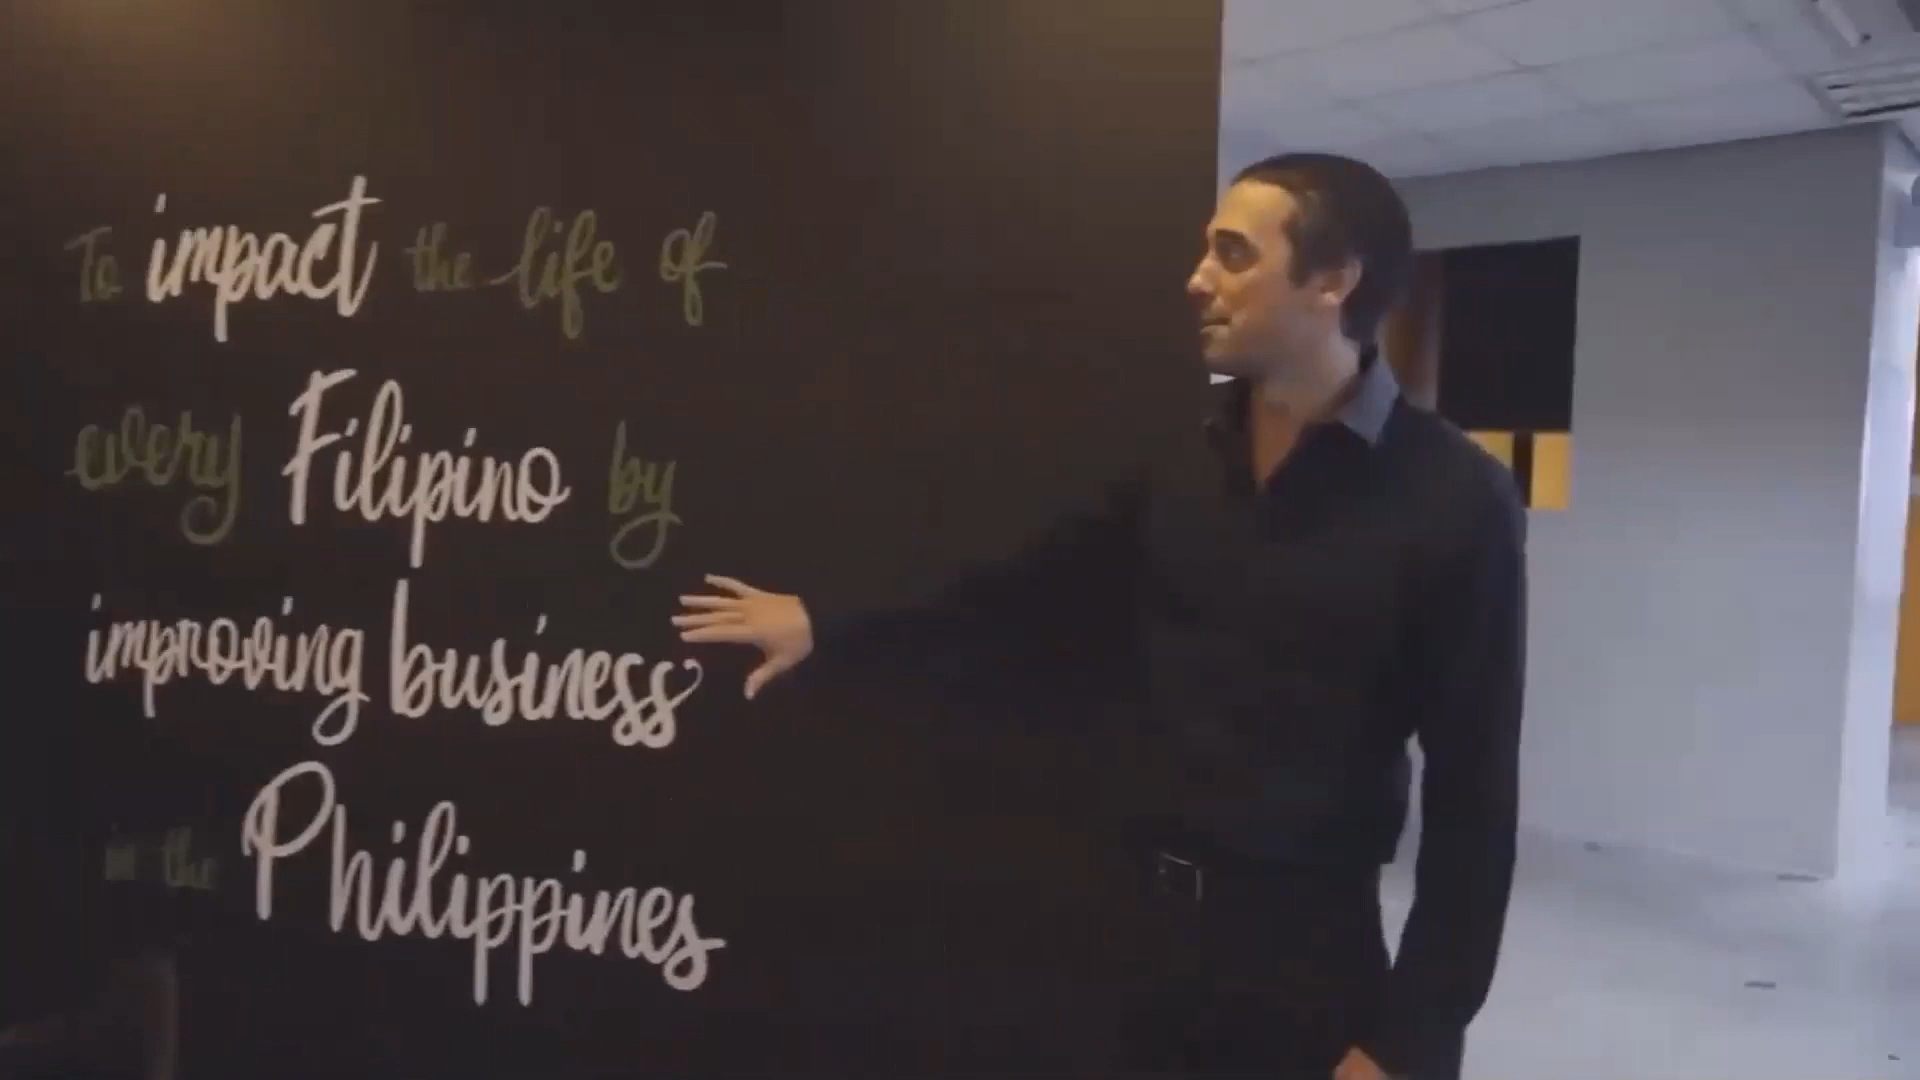 To impact the life of
every Filipino by
improving business
in the Philippines